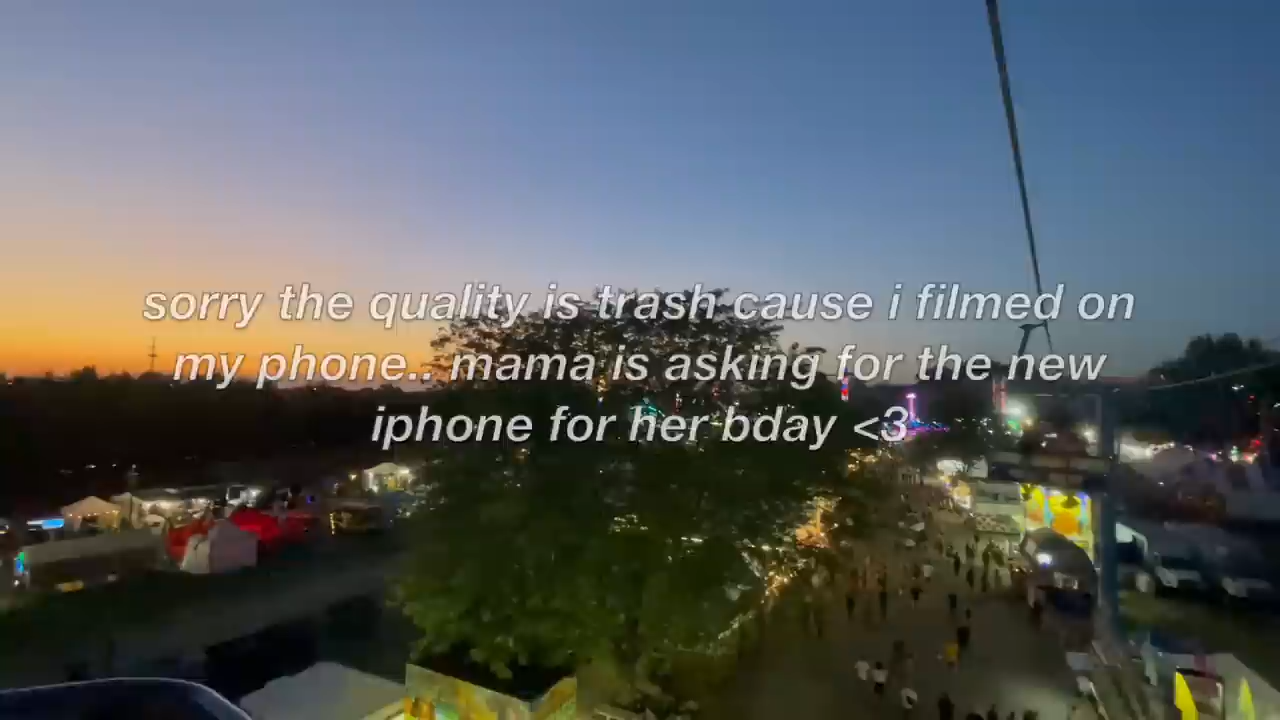 sorry the quality is trash cause i filmed on
my phone.. mama is asking for the new
iphone for her bday <3